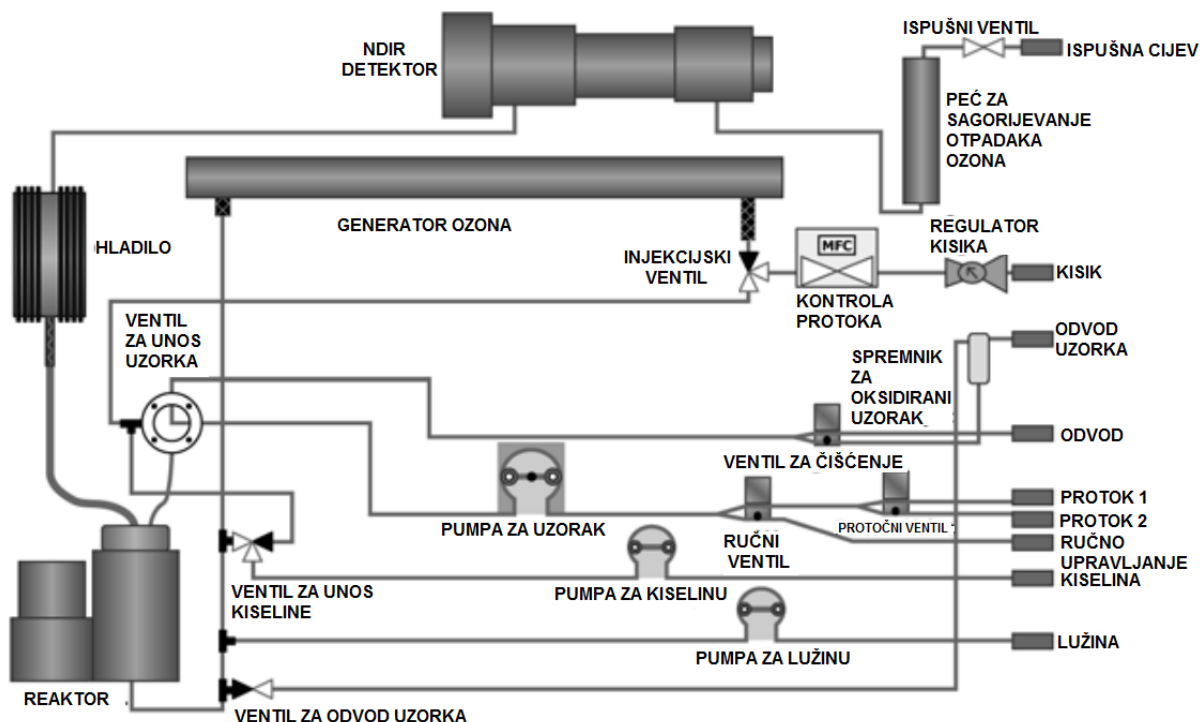 ISPUŠNI VENTIL
ISPUŠNA CIJEV
NDIR
DETEKTOR
PEĆ ZA
SAGORIJEVANJE
OTPADAKA
OZONA
GENERATOR OZONA
HLADILO
INJEKCIJSKI
VENTIL
MFC
KONTROLA
PROTOKA
REGULATOR
KISIKA
KISIK
VENTIL
ZA UNOS
UZORKA
ODVOD
UZORKA
SPREMNIK
ZA
OKSIDIRANI
UZORAK
ODVOD
VENTIL ZA ČIŠĆENJE
PUMPA ZA UZORAK
RUČNI
VENTIL
PROTOČNI VENTIL
PROTOK 1
PROTOK 2
RUČNO
UPRAVLJANJE
KISELINA
VENTIL ZA UNOS
KISELINE
PUMPA ZA KISELINU
LUŽINA
PUMPA ZA LUŽINU
REAKTOR
VENTIL ZA ODVOD UZORKA